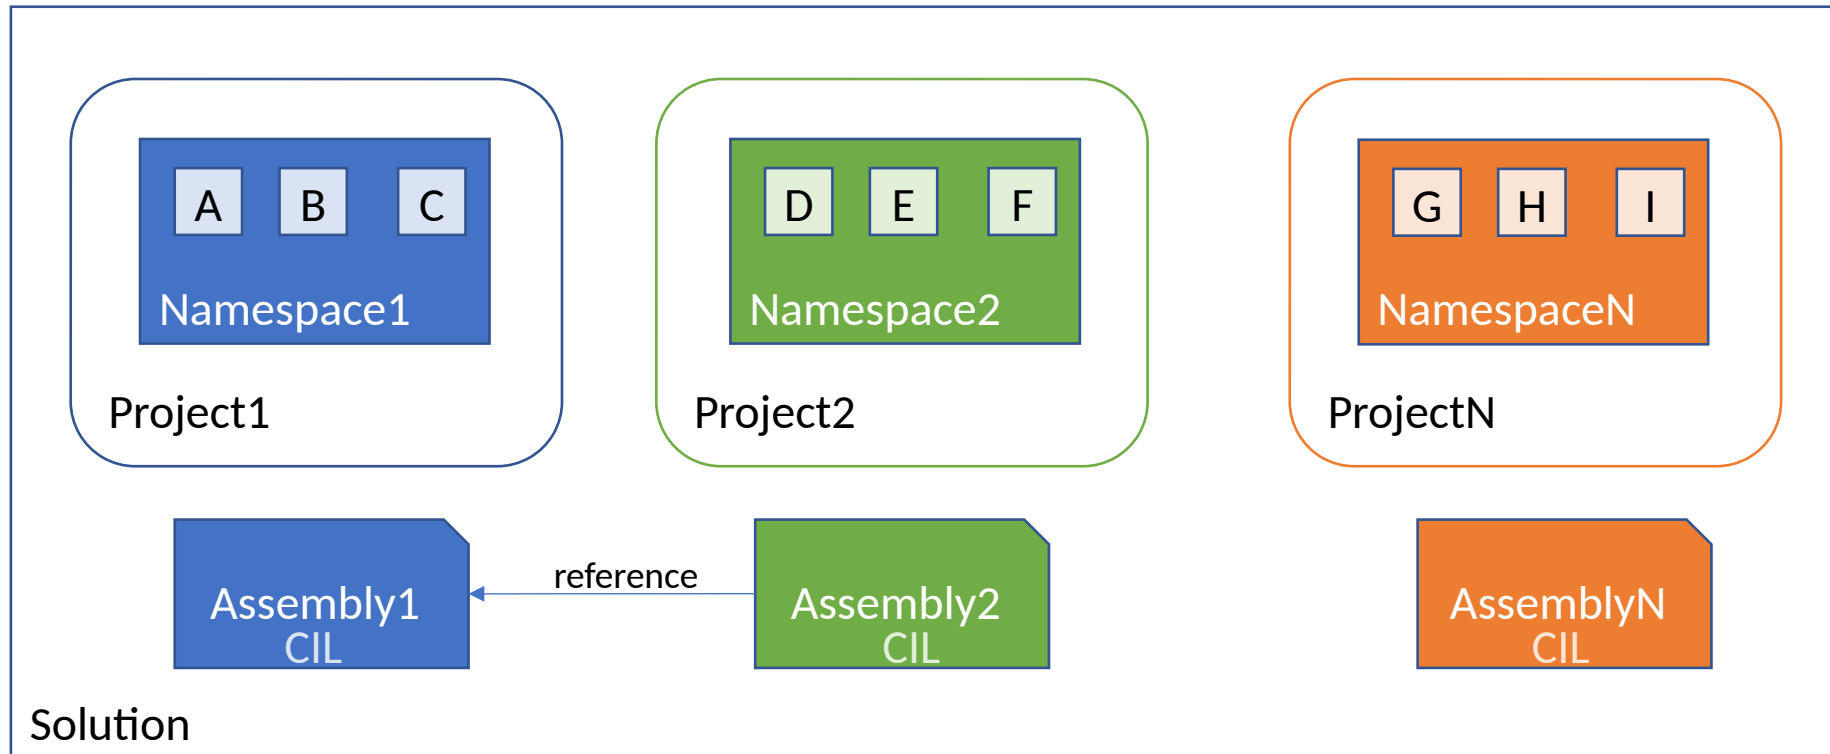 A B C
D E F
G H I
Namespace1
Namespace2
NamespaceN
Project1
Project2
ProjectN
reference
Assembly1
CIL
Assembly2
CIL
AssemblyN
CIL
Solution